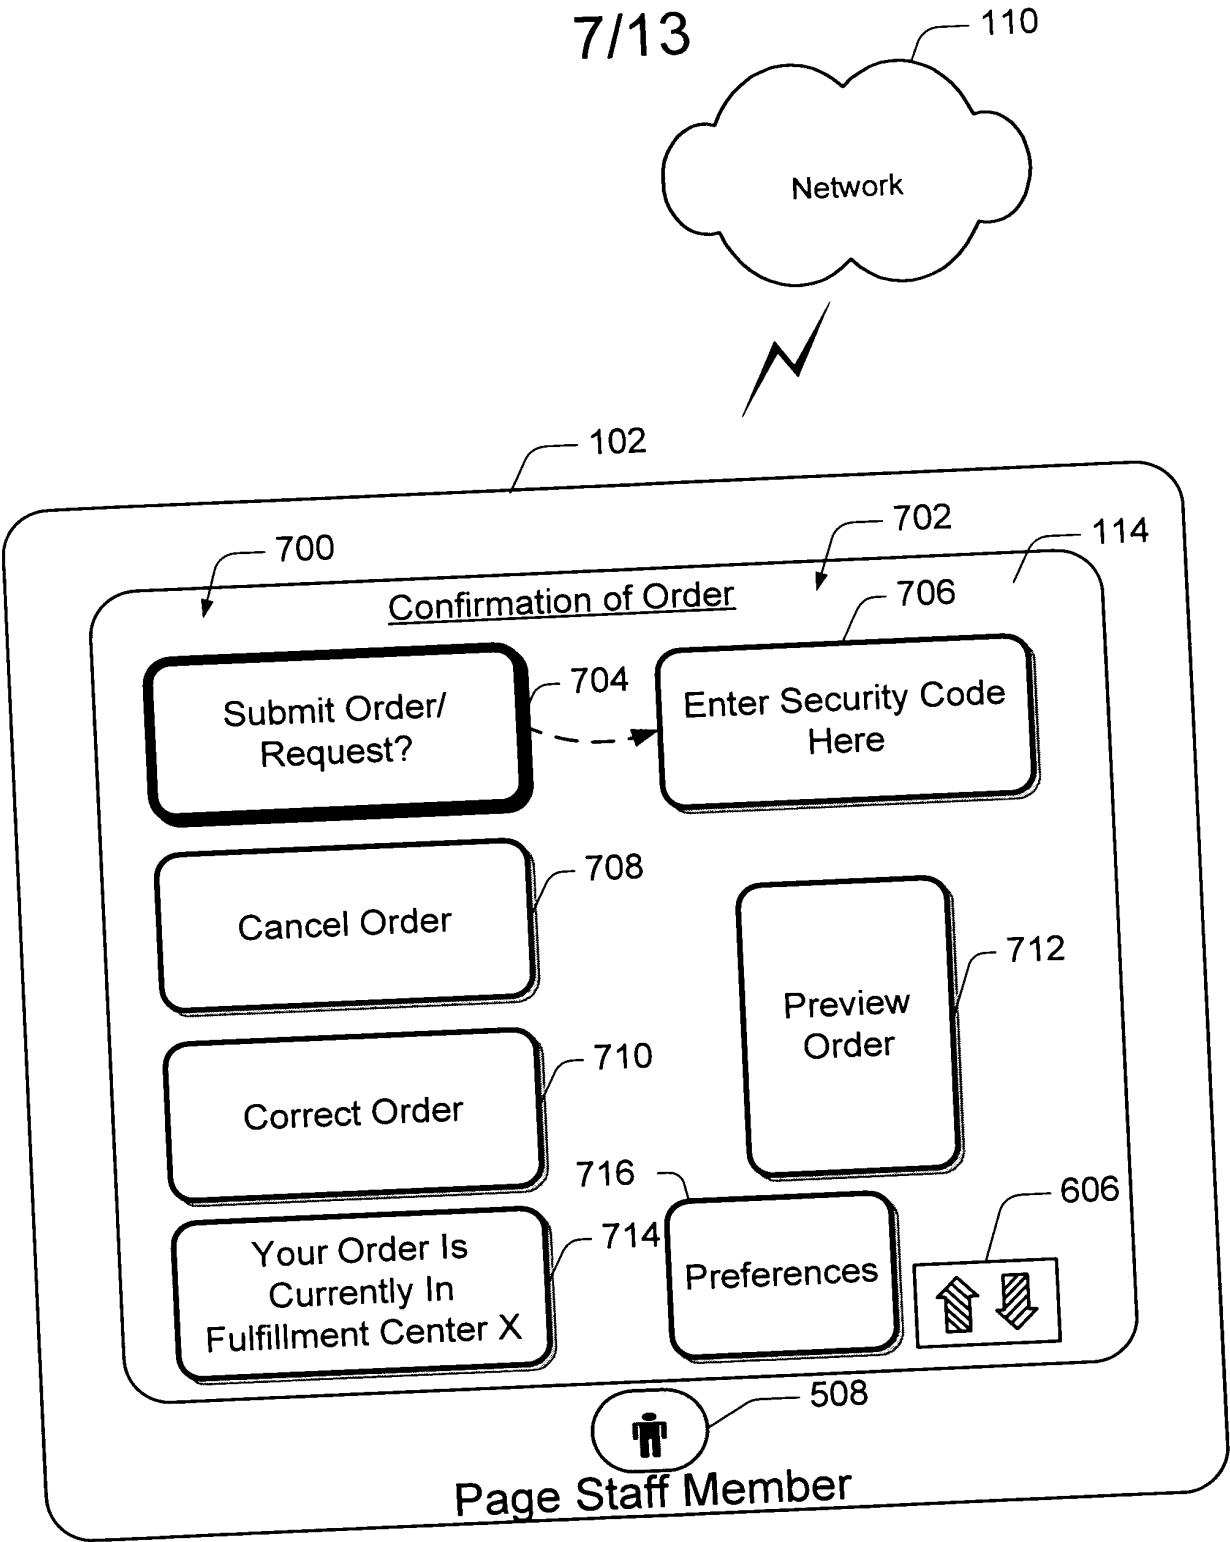 7/13
110
Network
102
700
702
114
Confirmation of Order
706
Submit Order/
Request?
704
Enter Security Code
Here
Cancel Order
708
Preview
Order
712
Correct Order
710
716
606
Your Order Is
Currently In
Fulfillment Center X
714
Preferences
508
Page Staff Member